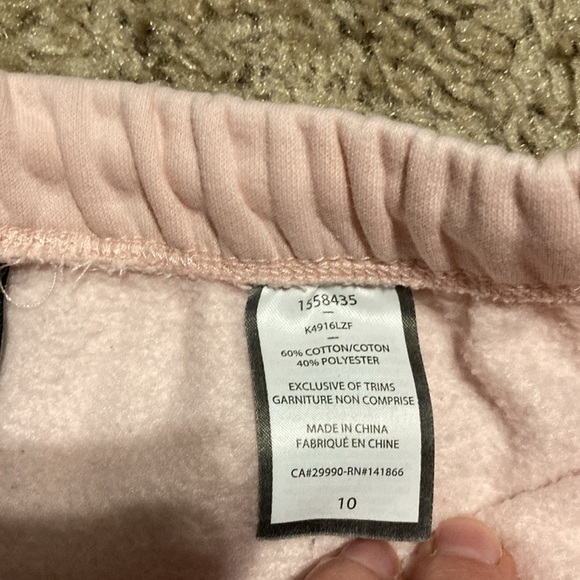 1558435
K4916LZF
60% COTTON/COTON
40% POLYESTER
EXCLUSIVE OF TRIMS
GARNITURE NON COMPRISE
MADE IN CHINA
FABRIQUÉ EN CHINE
CA#29990-RN#141866
10